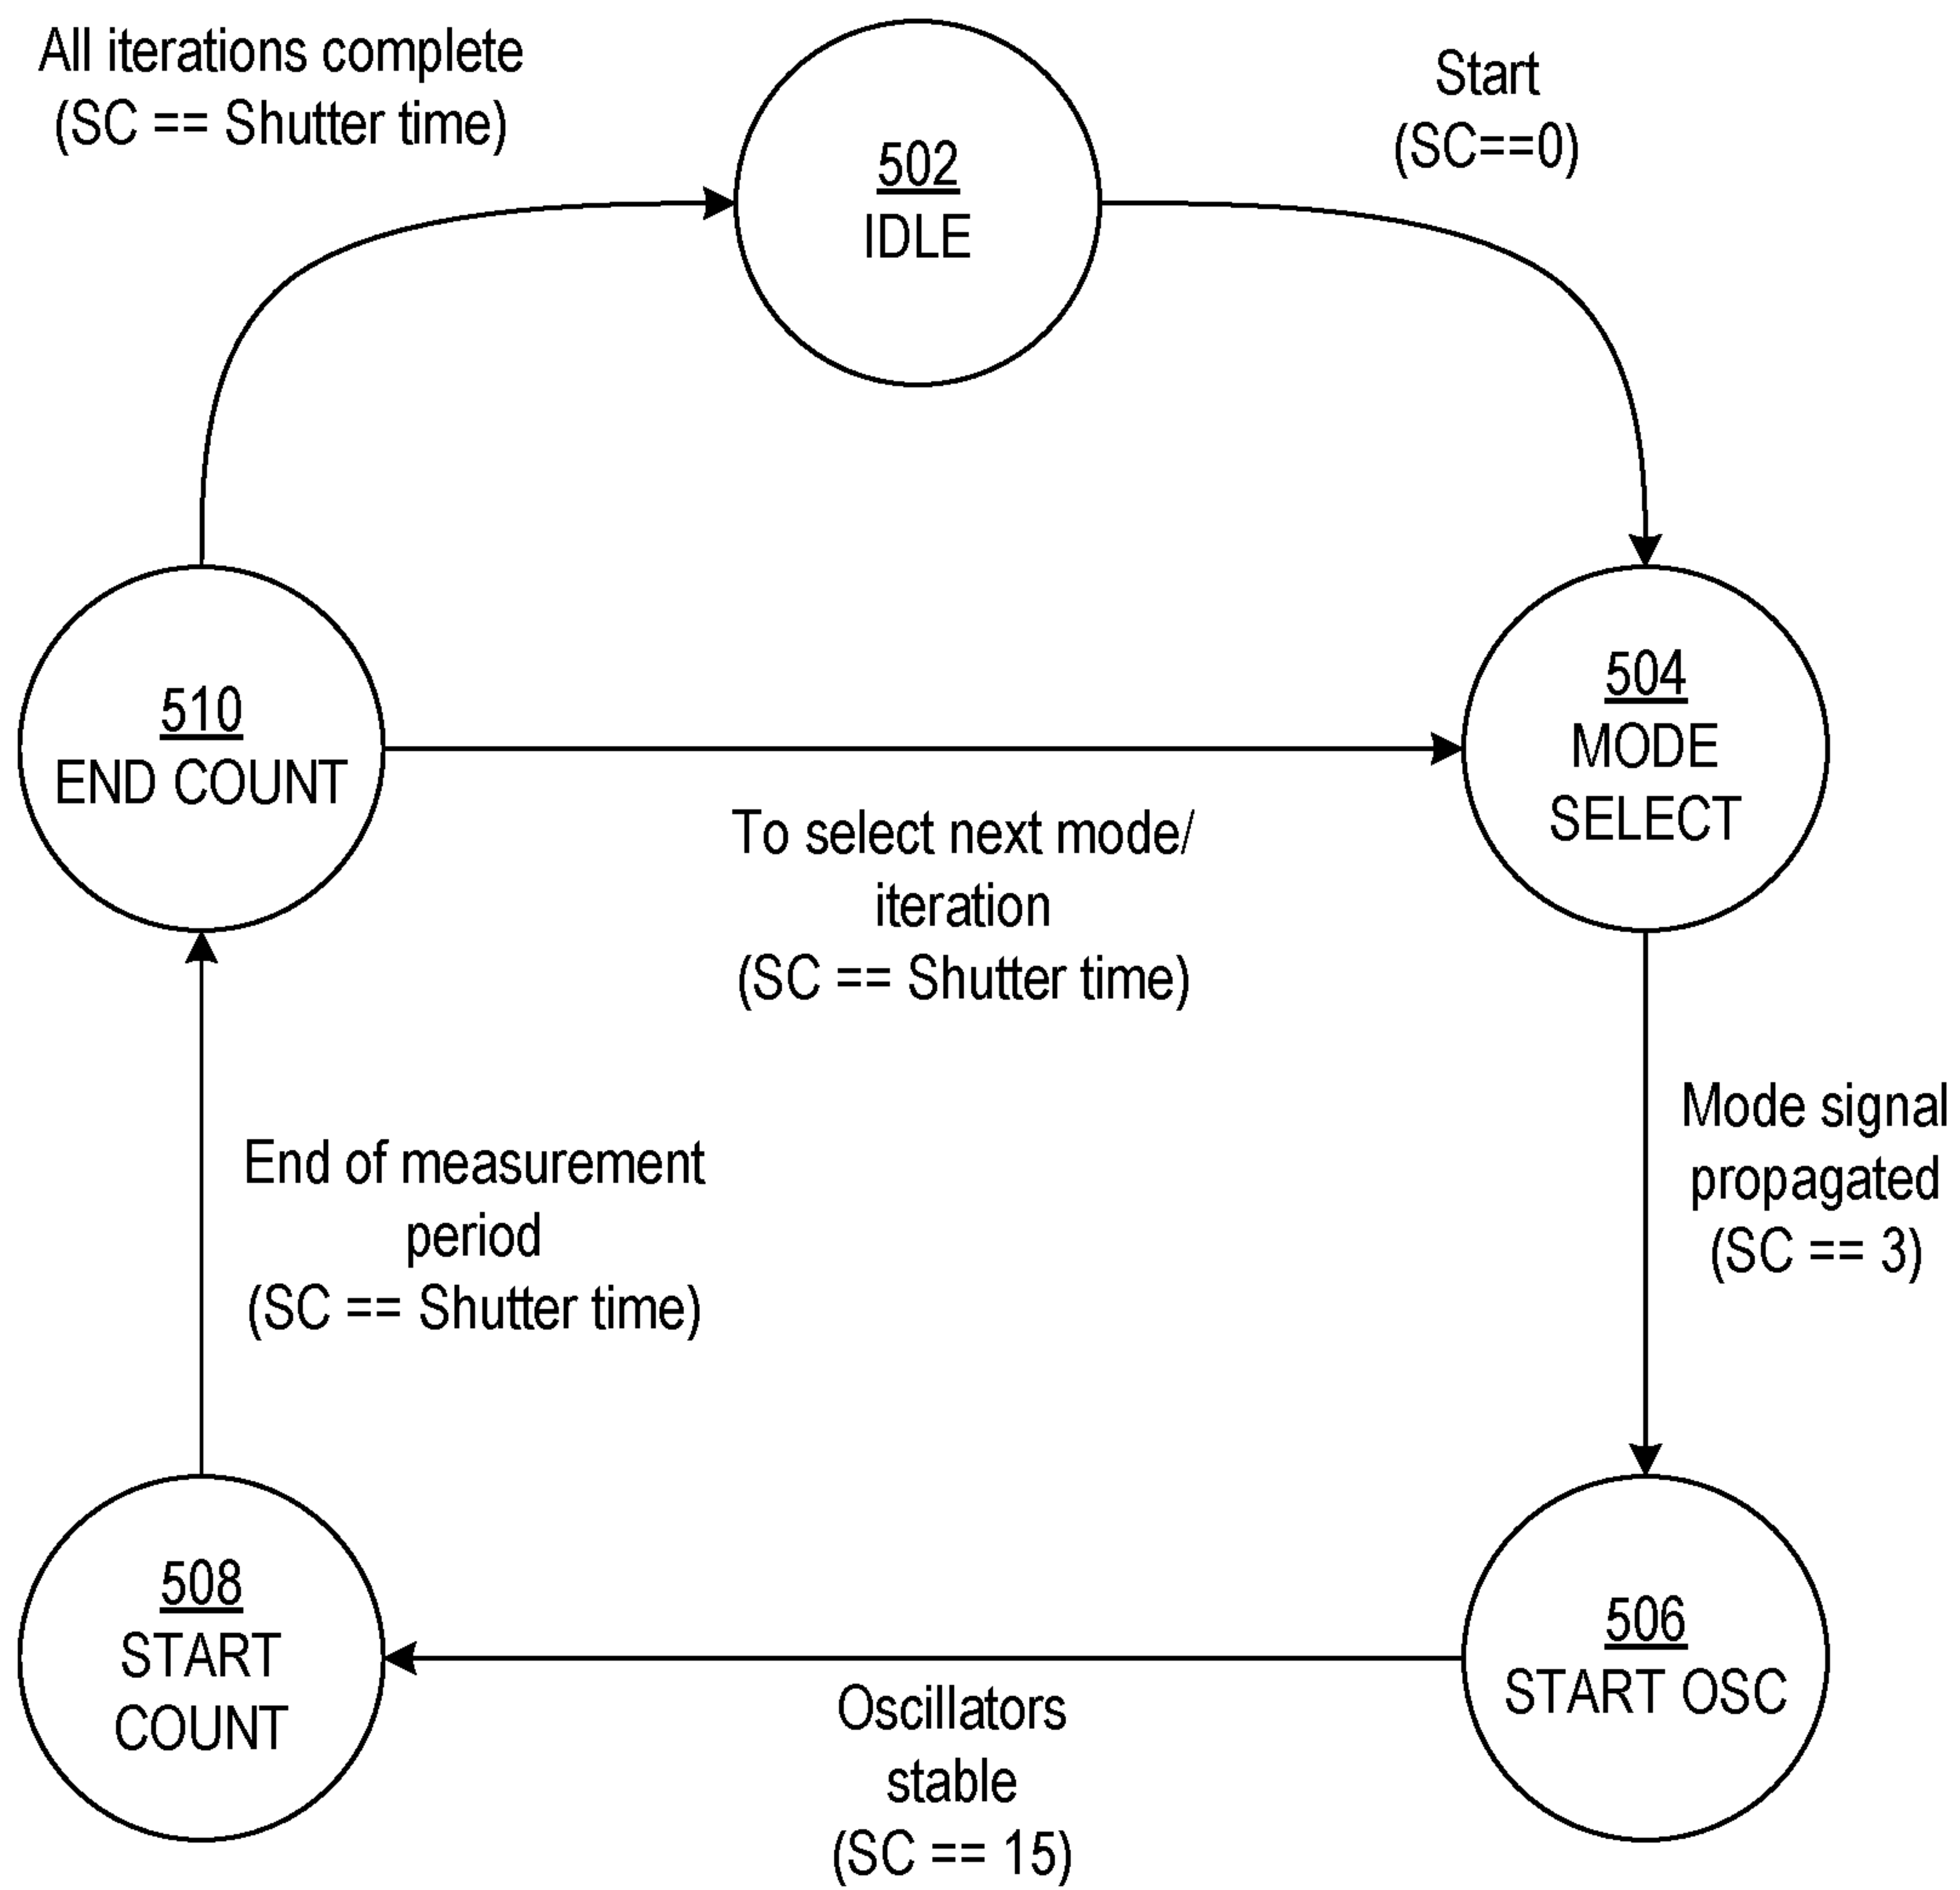 All iterations complete
(SC == Shutter time)
Start
(SC==0)
502
IDLE
510
END COUNT
504
MODE
SELECT
To select next mode/
iteration
(SC == Shutter time)
Mode signal
propagated
(SC == 3)
End of measurement
period
(SC == Shutter time)
508
START
COUNT
506
START OSC
Oscillators
stable
(SC == 15)